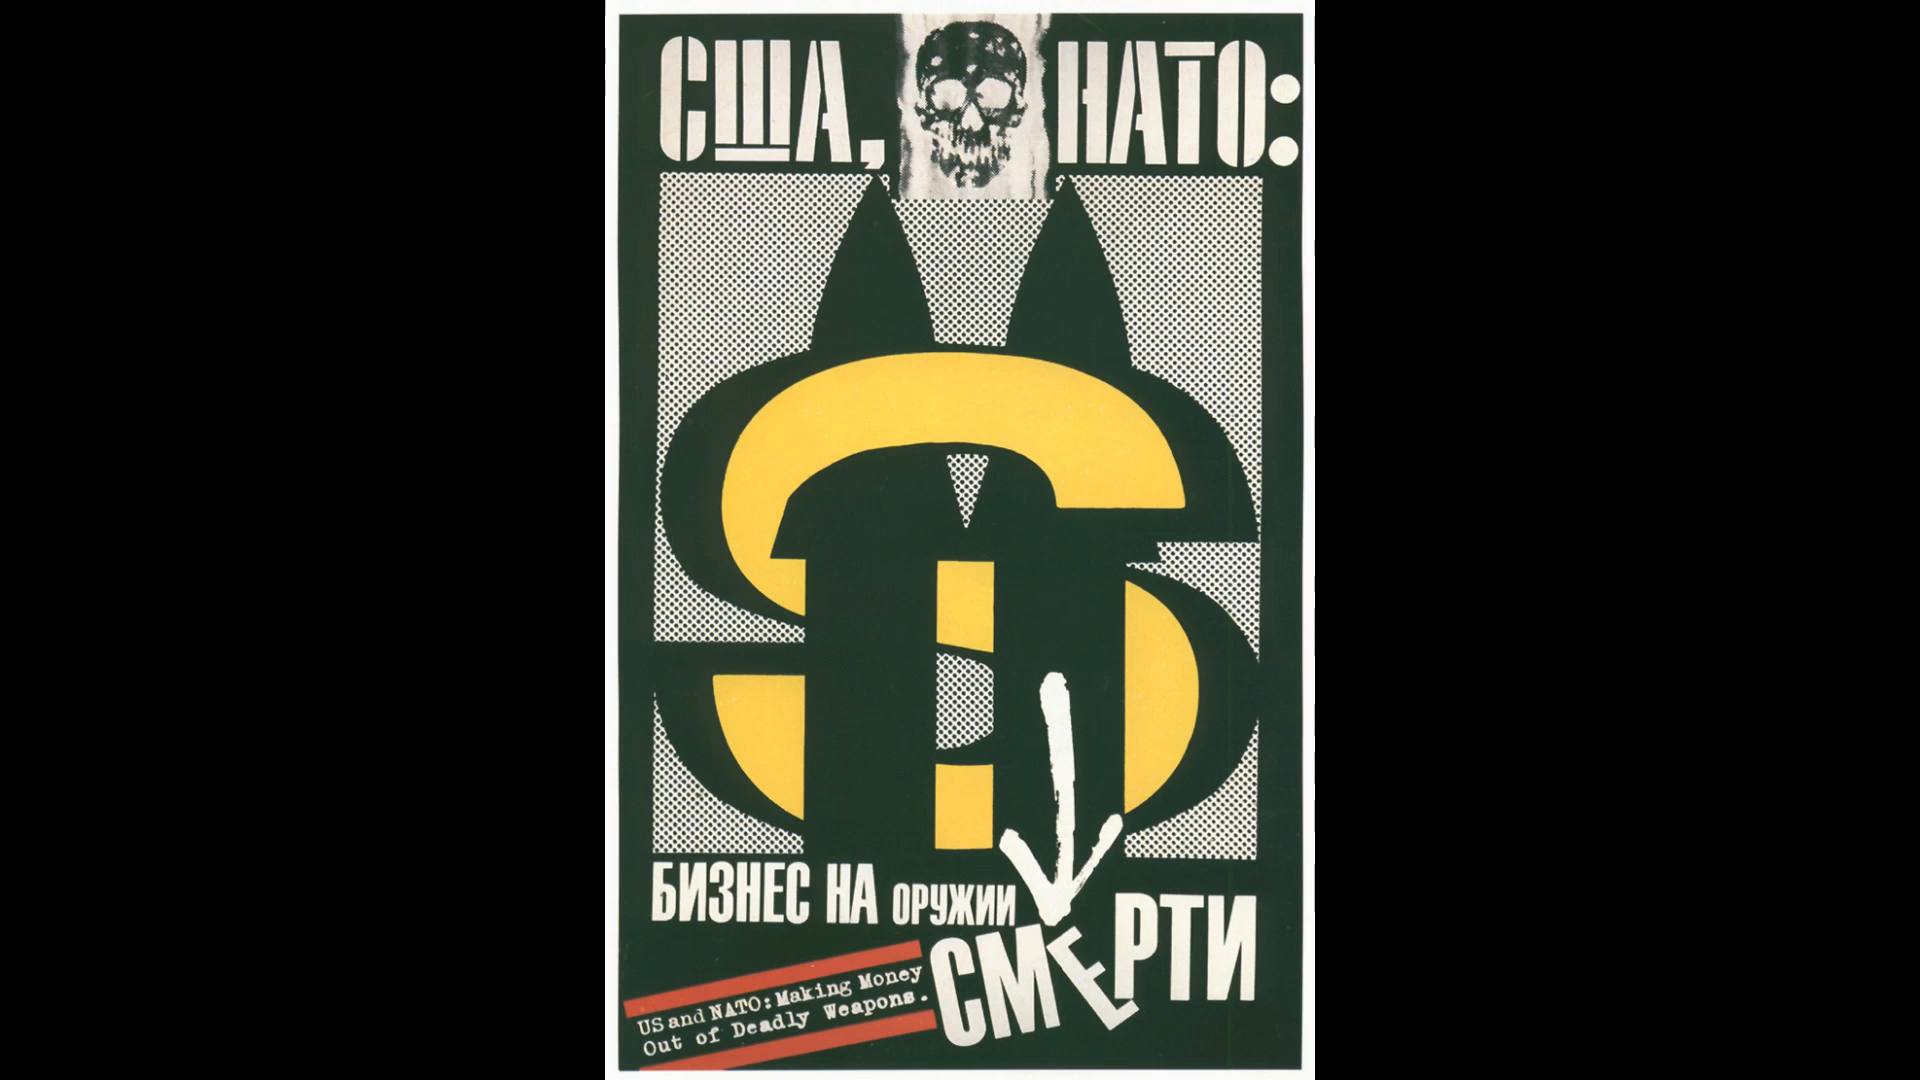 США, НАТО:
БИЗНЕС НА ОРУЖИИ
СМЕРТИ
US and NATO: Making Money
Out of Deadly Weapons.